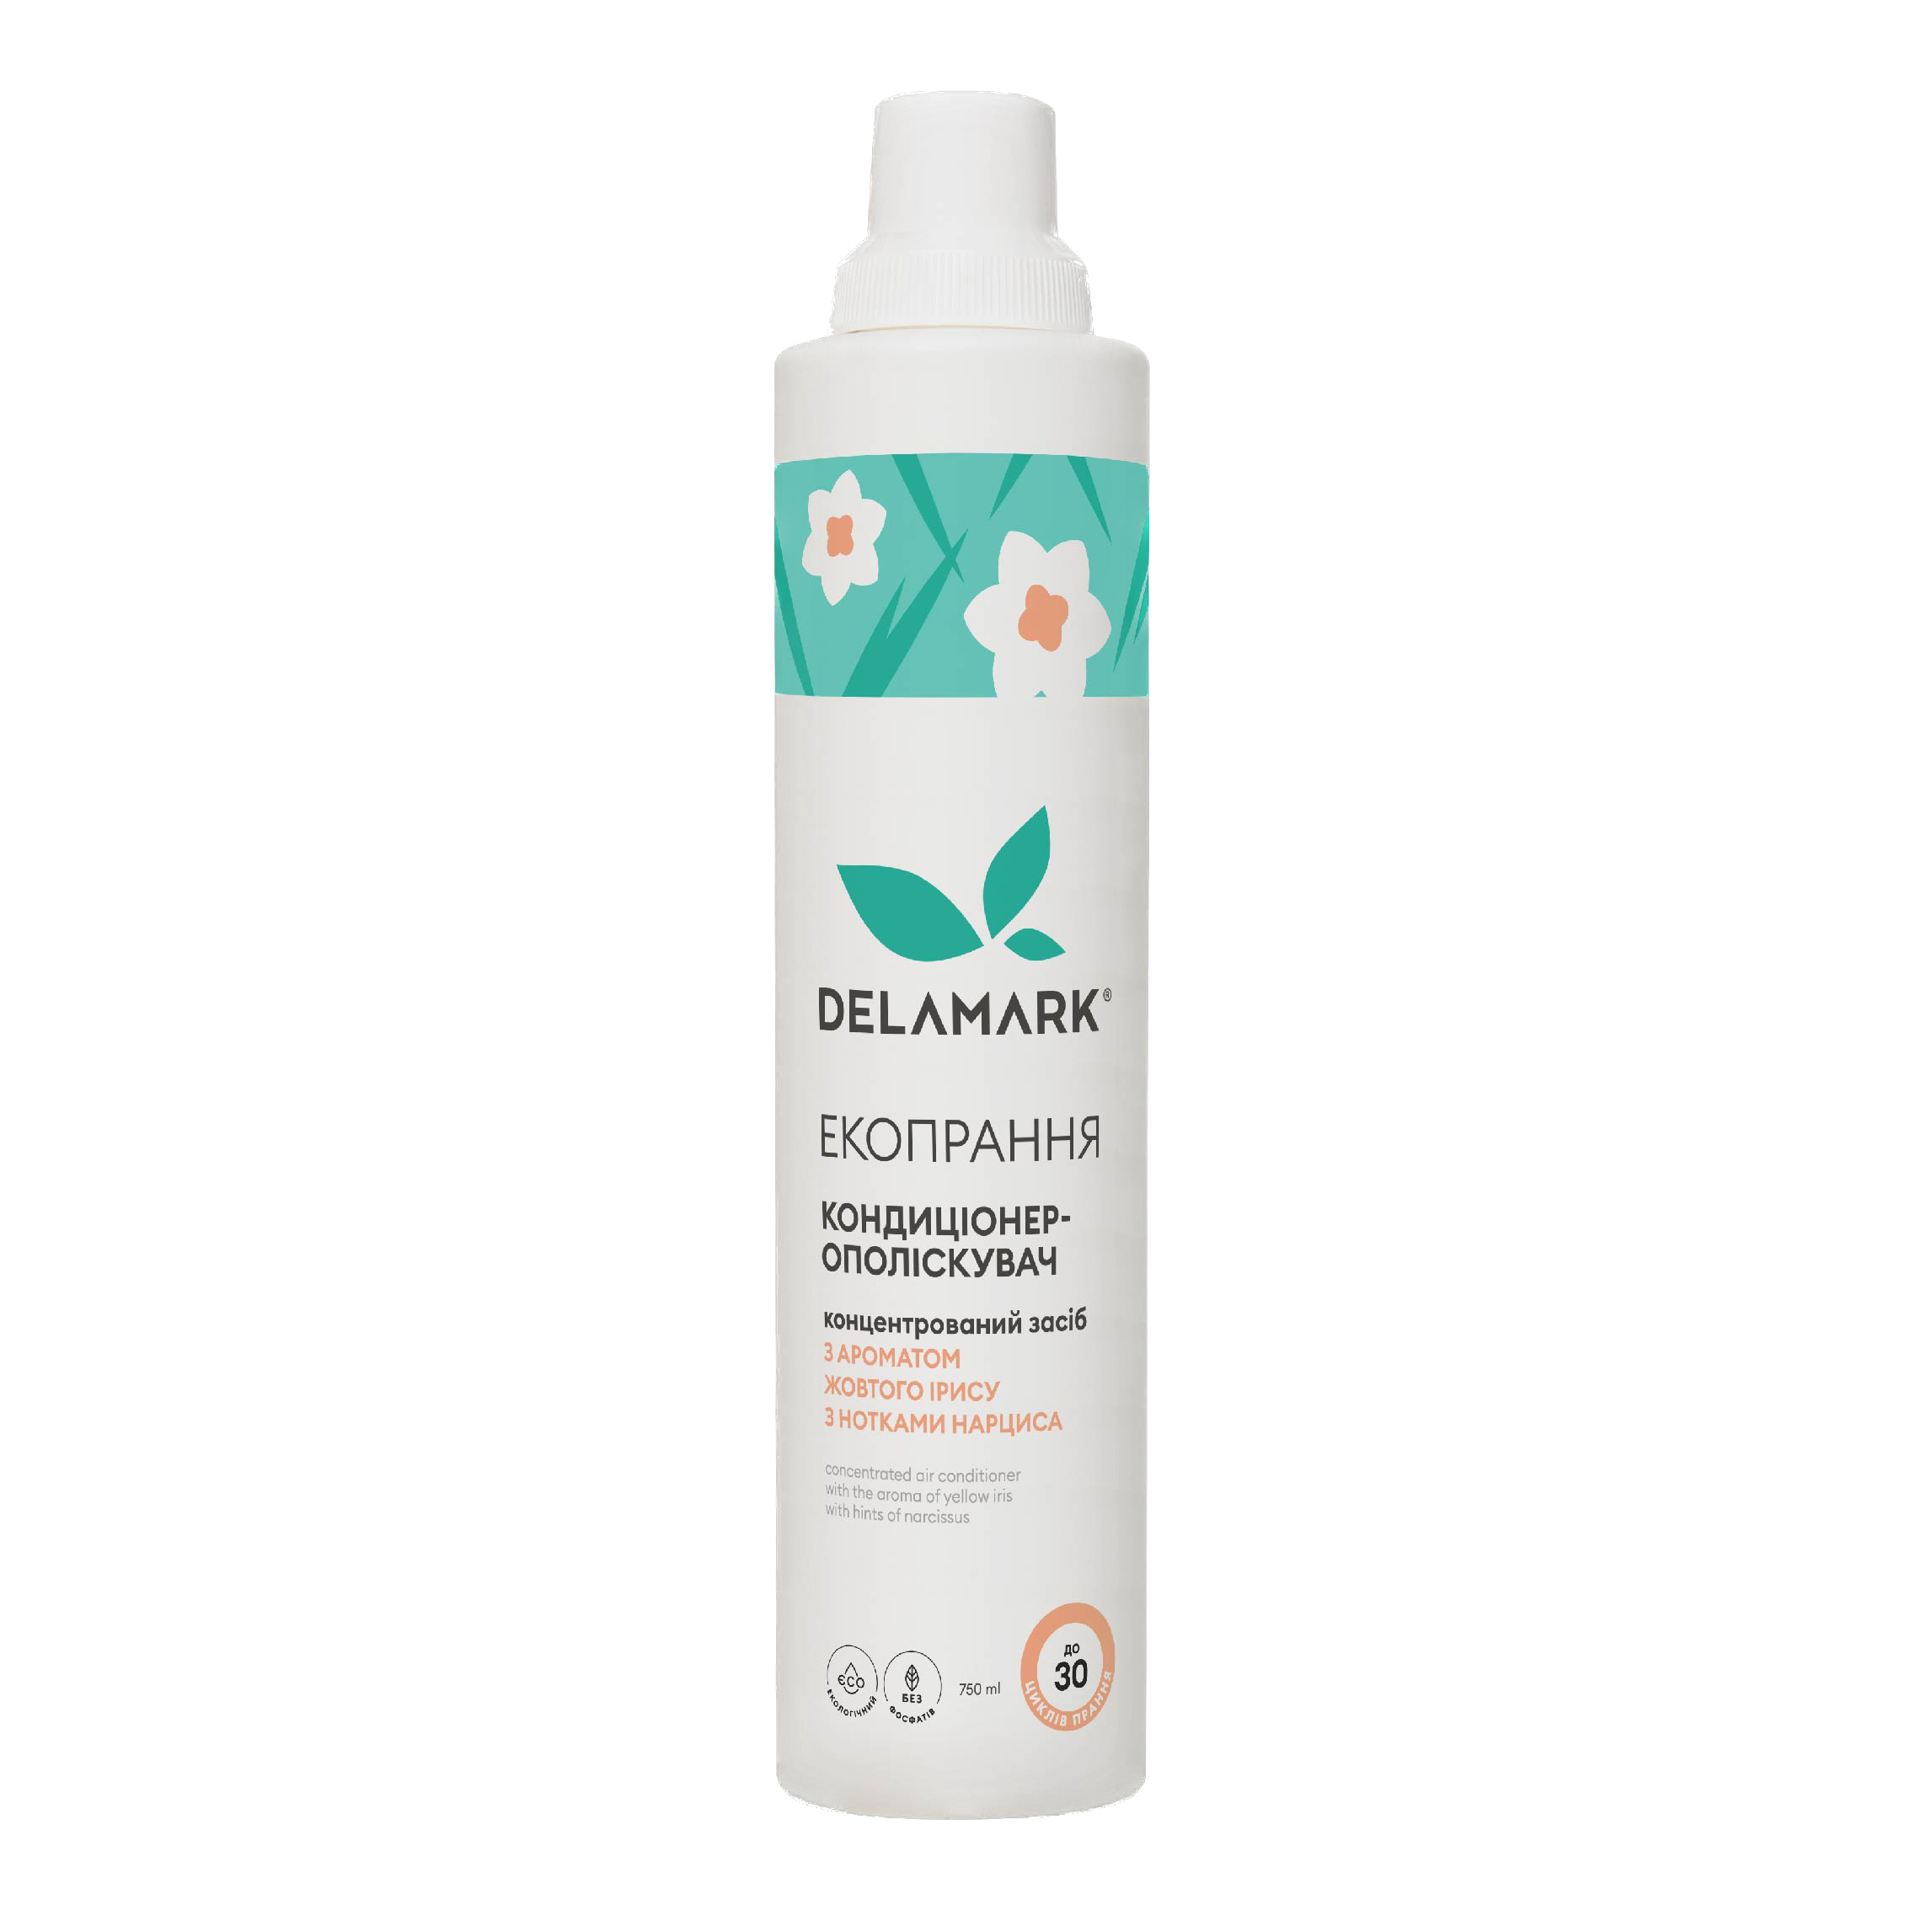 DELAMARK®
ЕКОПРАННЯ
КОНДИЦІОНЕР-
ОПОЛІСКУВАЧ
концентрований засіб
З АРОМАТОМ
ЖОВТОГО ІРИСУ
З НОТКАМИ НАРЦИСА
concentrated air conditioner
with the aroma of yellow iris
with hints of narcissus
єco
ЕКОЛОГІЧНИЙ
БЕЗ
ФОСФАТІВ
750 ml
ДО
30
ЦИКЛІВ ПРАННЯ